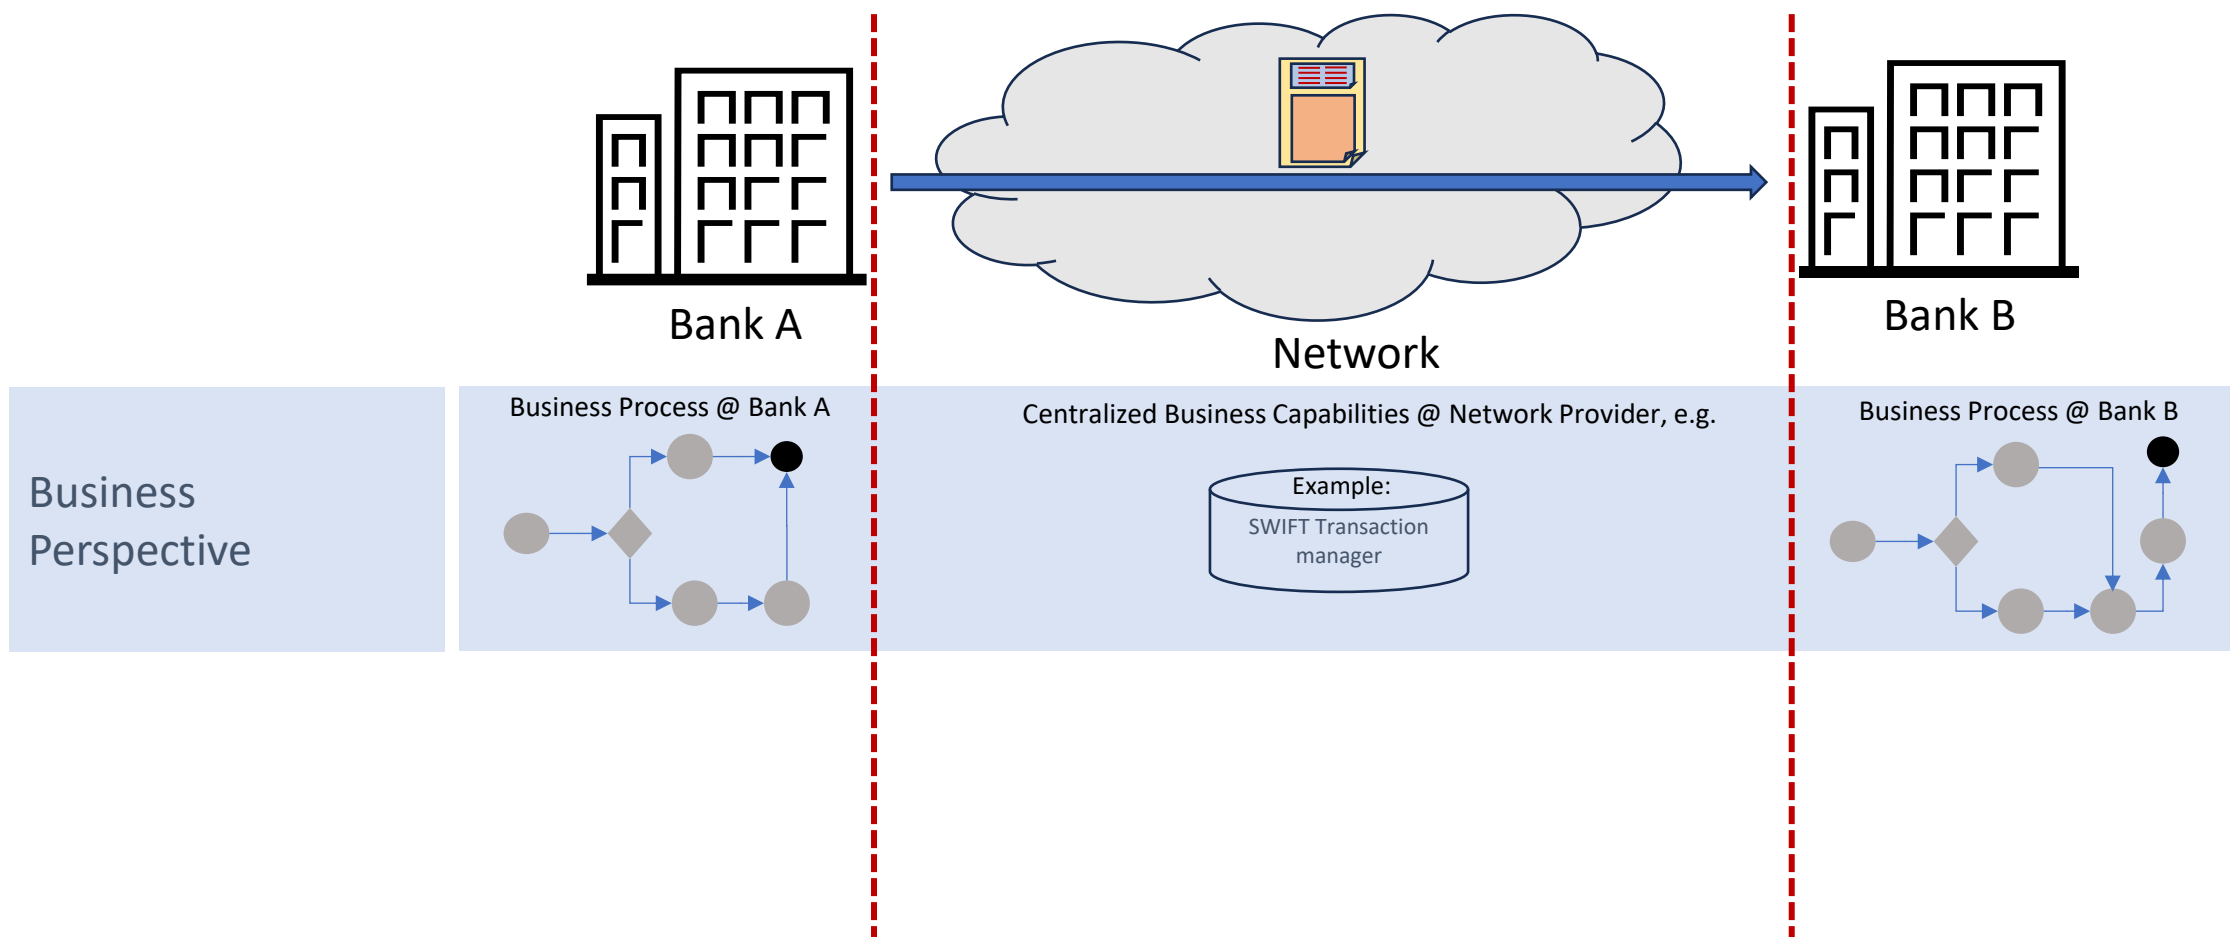 Bank A
Network
Bank B
Business
Perspective
Business Process @ Bank A
Centralized Business Capabilities @ Network Provider, e.g.
Example:
SWIFT Transaction
manager
Business Process @ Bank B